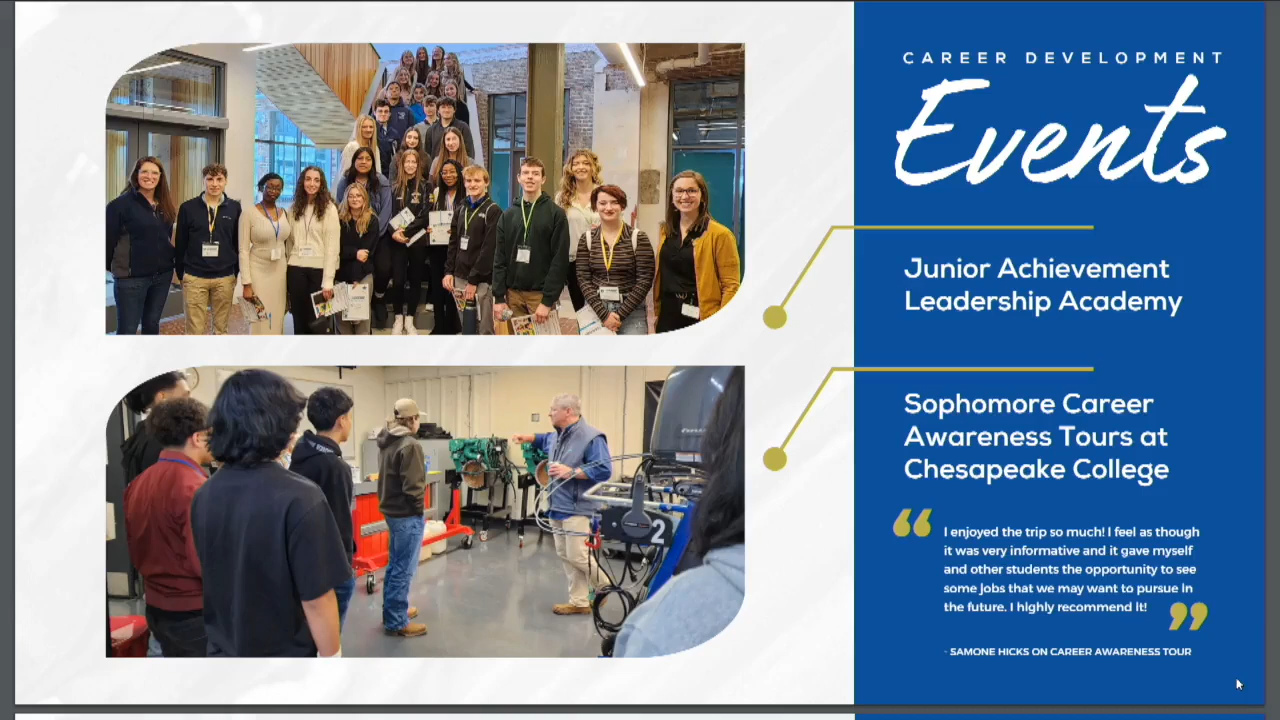 CAREER DEVELOPMENT
Events
Junior Achievement
Leadership Academy
Sophomore Career
Awareness Tours at
Chesapeake College
“ I enjoyed the trip so much! I feel as though
it was very informative and it gave myself
and other students the opportunity to see
some jobs that we may want to pursue in
the future. I highly recommend it! ”
- SAMONE HICKS ON CAREER AWARENESS TOUR
2